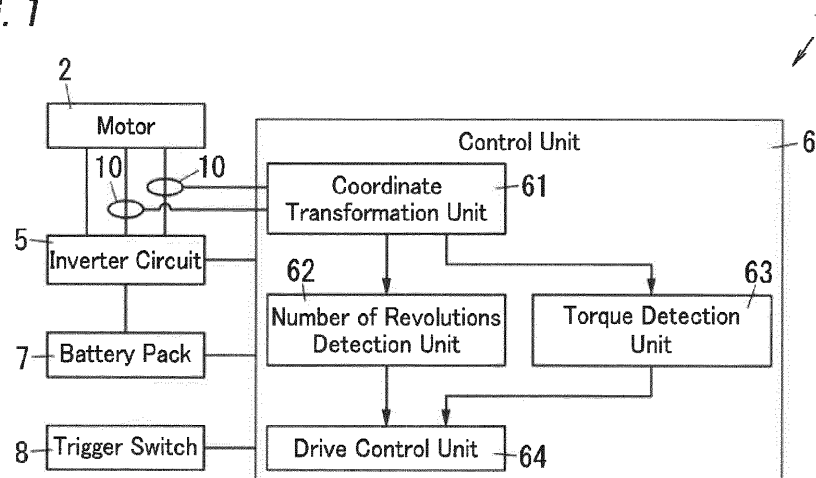 1
2
Motor
Control Unit
6
10
10
Coordinate
Transformation Unit
61
5
Inverter Circuit
62
63
Number of Revolutions
Detection Unit
Torque Detection
Unit
7
Battery Pack
8
Trigger Switch
Drive Control Unit
64